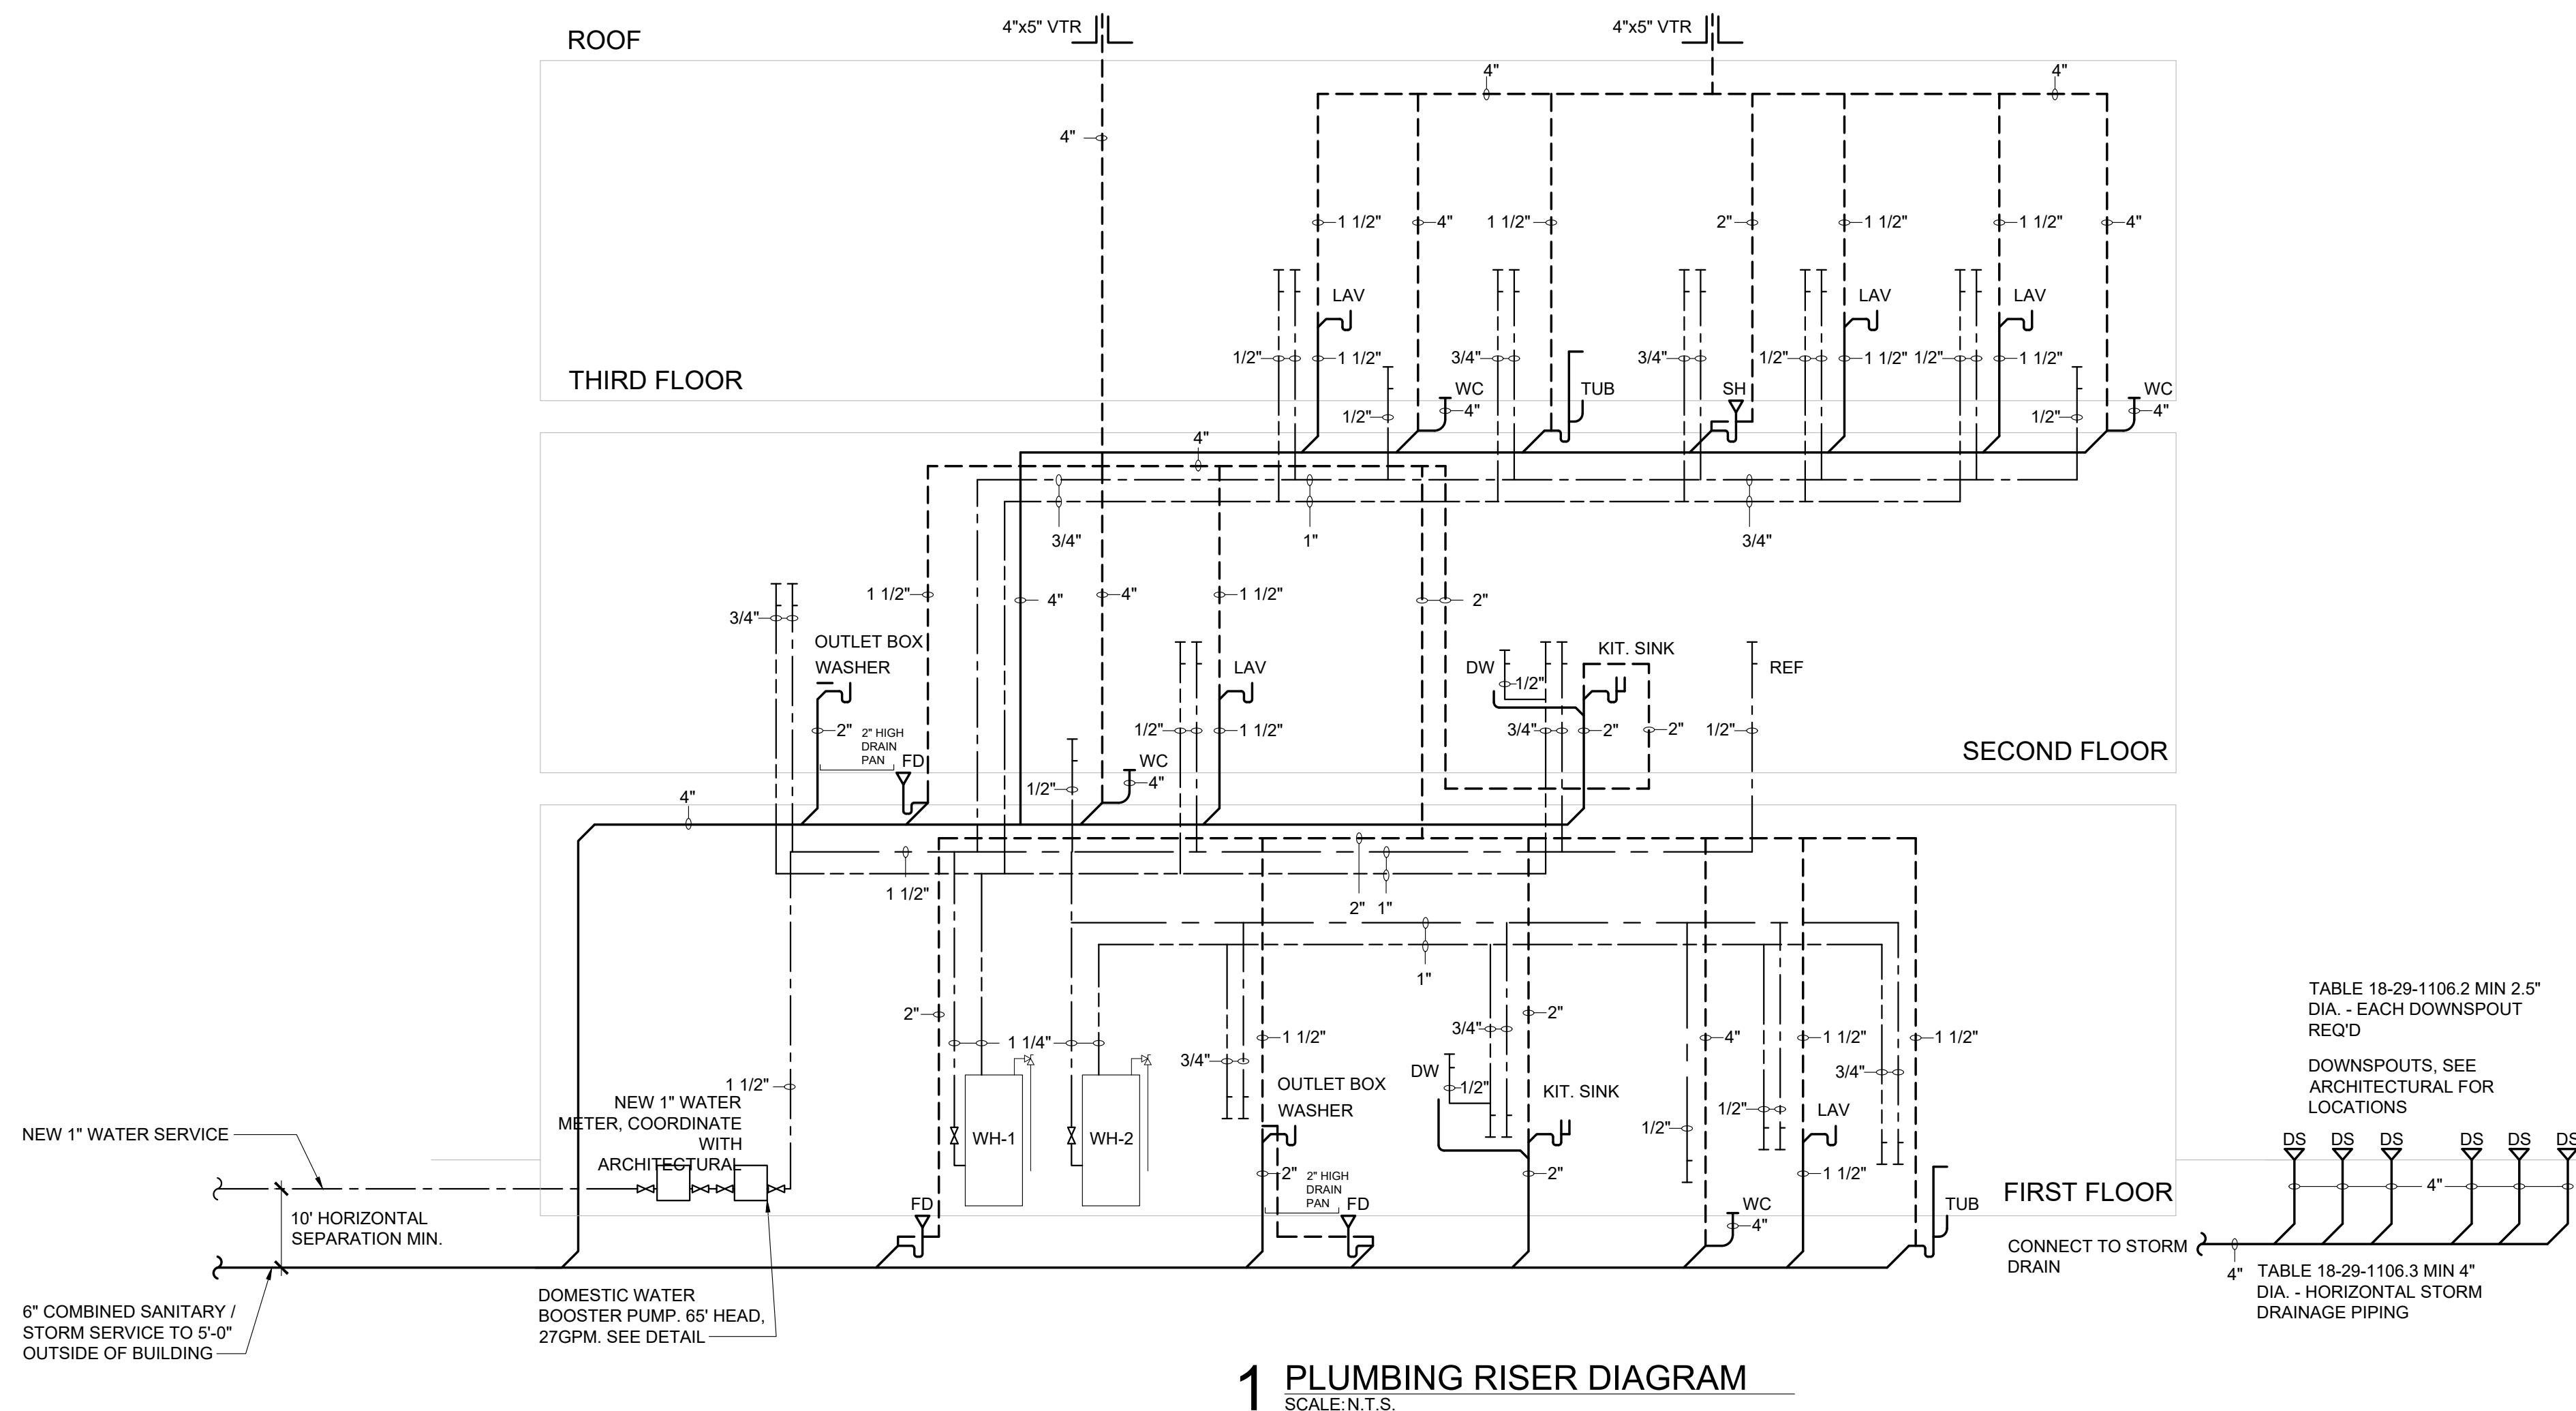 4"x5" VTR
4"x5" VTR
ROOF
4"
4"
4"
1 1/2"
4"
1 1/2"
2"
1 1/2"
1 1/2"
4"
LAV
LAV
LAV
1/2"
1 1/2"
3/4"
3/4"
1/2"
1 1/2"
1/2"
1 1/2"
THIRD FLOOR
WC
TUB
SH
WC
1/2"
4"
1/2"
4"
4"
3/4"
1"
3/4"
1 1/2"
4"
4"
1 1/2"
2"
3/4"
OUTLET BOX
WASHER
LAV
DW
KIT. SINK
REF
1/2"
2"
2" HIGH
DRAIN
PAN
1/2"
1 1/2"
3/4"
2"
2"
1/2"
SECOND FLOOR
FD
WC
1/2"
4"
4"
1 1/2"
2"
1"
1"
2"
1 1/4"
1 1/2"
3/4"
2"
3/4"
4"
1 1/2"
1 1/2"
3/4"
1 1/2"
OUTLET BOX
WASHER
DW
1/2"
KIT. SINK
1/2"
LAV
1/2"
NEW 1" WATER
METER, COORDINATE
WITH
ARCHITECTURAL
WH-1
WH-2
NEW 1" WATER SERVICE
2"
2" HIGH
DRAIN
PAN
2"
1 1/2"
FIRST FLOOR
FD
FD
WC
4"
TUB
10' HORIZONTAL
SEPARATION MIN.
6" COMBINED SANITARY /
STORM SERVICE TO 5'-0"
OUTSIDE OF BUILDING
DOMESTIC WATER
BOOSTER PUMP. 65' HEAD,
27GPM. SEE DETAIL
TABLE 18-29-1106.2 MIN 2.5"
DIA. - EACH DOWNSPOUT
REQ'D
DOWNSPOUTS, SEE
ARCHITECTURAL FOR
LOCATIONS
DS DS DS DS DS DS
4"
CONNECT TO STORM
DRAIN
4"
TABLE 18-29-1106.3 MIN 4"
DIA. - HORIZONTAL STORM
DRAINAGE PIPING
1 PLUMBING RISER DIAGRAM
SCALE: N.T.S.